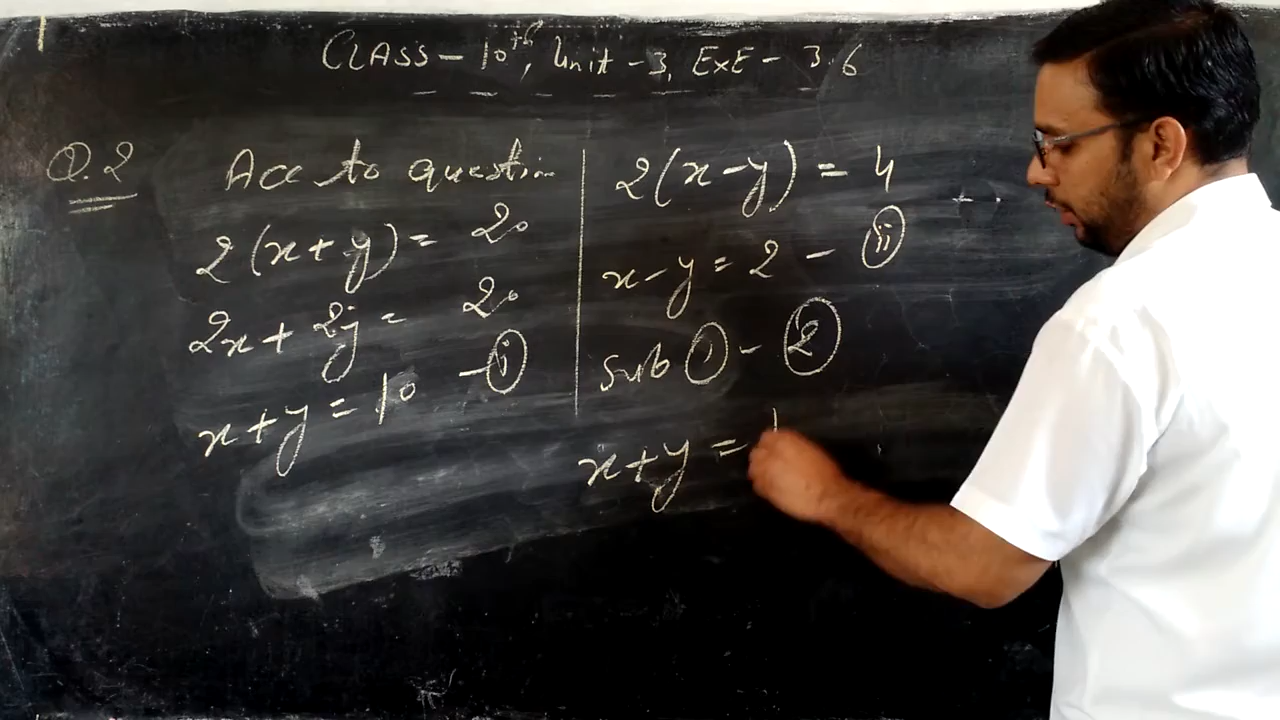 CLASS - 10th, Unit - 3, EXE - 3.6
Q.2
Acc to question
2(x+y) = 20
2x + 2y = 20
x+y = 10 - (i)
2(x-y) = 4
x-y = 2 - (ii)
sub (1) - (2)
x+y = 1